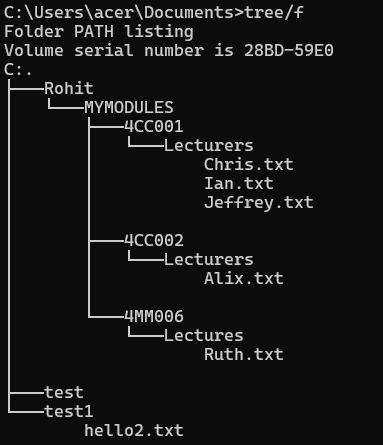 C:\Users\acer\Documents>tree/f
Folder PATH listing
Volume serial number is 28BD-59E0
C:.
├───Rohit
│   └───MYMODULES
│       ├───4CC001
│       │   └───Lecturers
│       │           Chris.txt
│       │           Ian.txt
│       │           Jeffrey.txt
│       │
│       ├───4CC002
│       │   └───Lecturers
│       │           Alix.txt
│       │
│       └───4MM006
│           └───Lectures
│                   Ruth.txt
│
├───test
└───test1
        hello2.txt